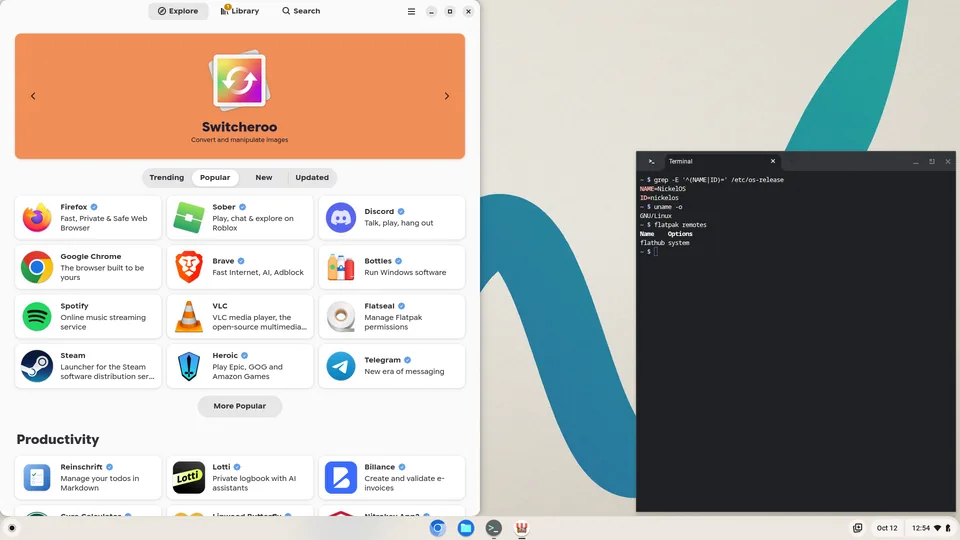 Explore
Library
Search
Switcheroo
Convert and manipulate images
Trending
Popular
New
Updated
Firefox
Fast, Private & Safe Web
Browser
Sober
Play, chat & explore on
Roblox
Discord
Talk, play, hang out
Google Chrome
The browser built to be
yours
Brave
Fast Internet, AI, Adblock
Bottles
Run Windows software
Spotify
Online music streaming
service
VLC
VLC media player, the
open-source multimedia...
Flatseal
Manage Flatpak
permissions
Steam
Launcher for the Steam
software distribution ser...
Heroic
Play Epic, GOG and
Amazon Games
Telegram
New era of messaging
More Popular
Productivity
Reinschrift
Manage your todos in
Markdown
Lotti
Lotti
Private logbook with AI
assistants
Billance
Create and validate e-
invoices
Terminal
~ $ grep -E '^(NAME|ID)=' /etc/os-release
NAME=NickelOS
ID=nickelos
~ $ uname -o
GNU/Linux
~ $ flatpak remotes
Name Options
flathub system
~ $
Oct 12
12:54